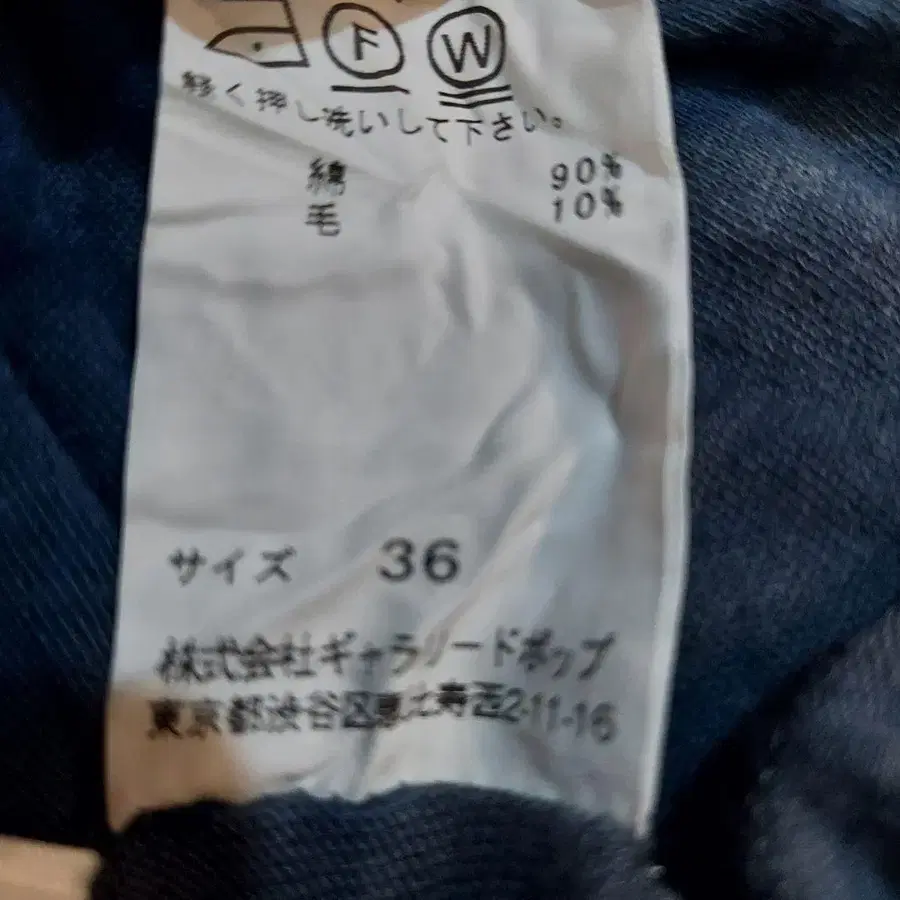 F W
軽く押し洗いして下さい。
綿 90%
毛 10%
サイズ 36
株式会社ギャラリードポップ
東京都渋谷区恵比寿西2-11-16